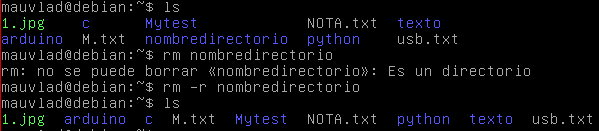 mauvlad@debian:~$ ls
1.jpg c Mytest NOTA.txt texto
arduino M.txt nombredirectorio python usb.txt
mauvlad@debian:~$ rm nombredirectorio
rm: no se puede borrar «nombredirectorio»: Es un directorio
mauvlad@debian:~$ rm -r nombredirectorio
mauvlad@debian:~$ ls
1.jpg arduino c M.txt Mytest NOTA.txt python texto usb.txt